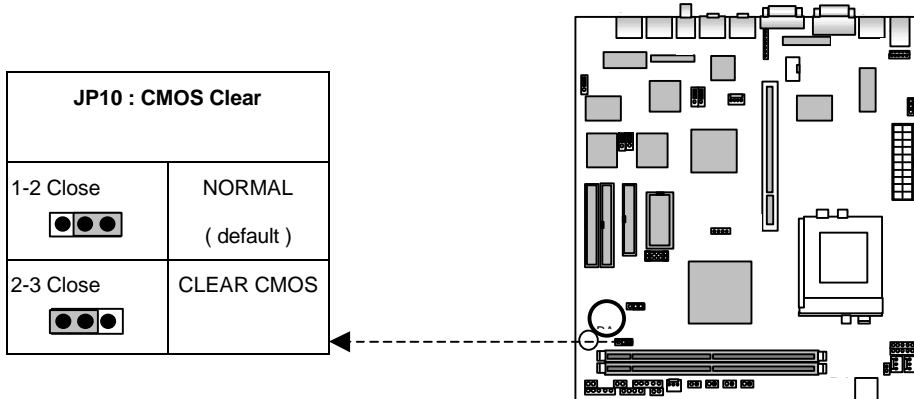 JP10 : CMOS Clear
1-2 Close
NORMAL
( default )
2-3 Close
CLEAR CMOS